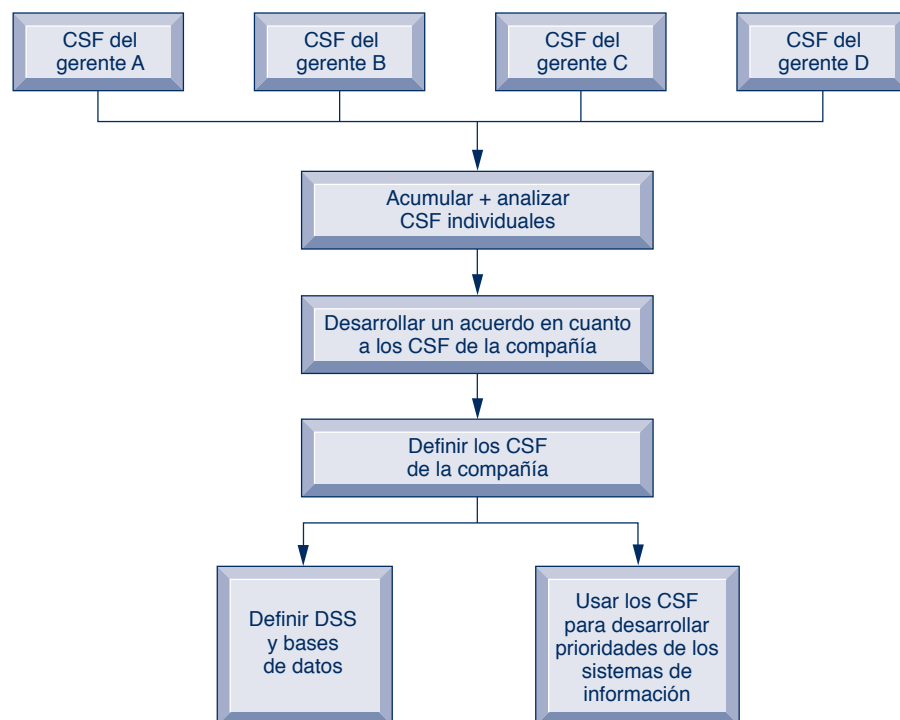 CSF del
gerente A
CSF del
gerente B
CSF del
gerente C
CSF del
gerente D
Acumular + analizar
CSF individuales
Desarrollar un acuerdo en cuanto
a los CSF de la compañía
Definir los CSF
de la compañía
Definir DSS
y bases
de datos
Usar los CSF
para desarrollar
prioridades de los
sistemas de
información